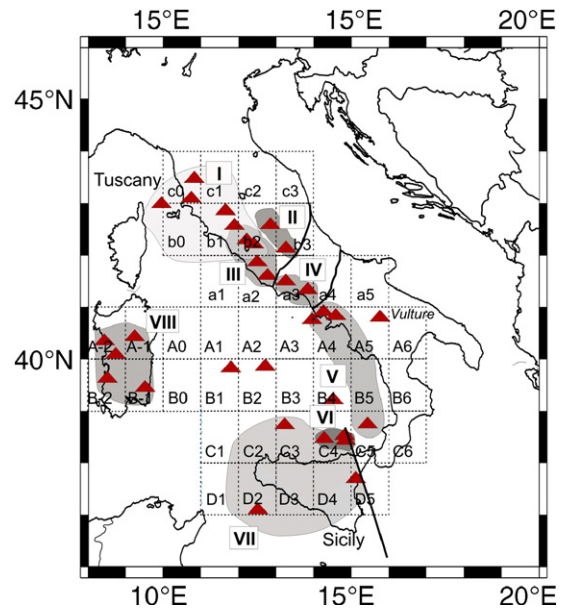 15°E 15°E 20°E
45°N
Tuscany
I
c0 c1 c2 c3
II
b0 b1 b2 b3
III IV
a1 a2 a3 a4 a5
Vulture
VIII
A-2 A-1 A0 A1 A2 A3 A4 A5 A6
40°N
V
B-2 B-1 B0 B1 B2 B3 B4 B5 B6
VI
C1 C2 C3 C4 C5 C6
D1 D2 D3 D4 D5
VII Sicily
10°E 15°E 20°E